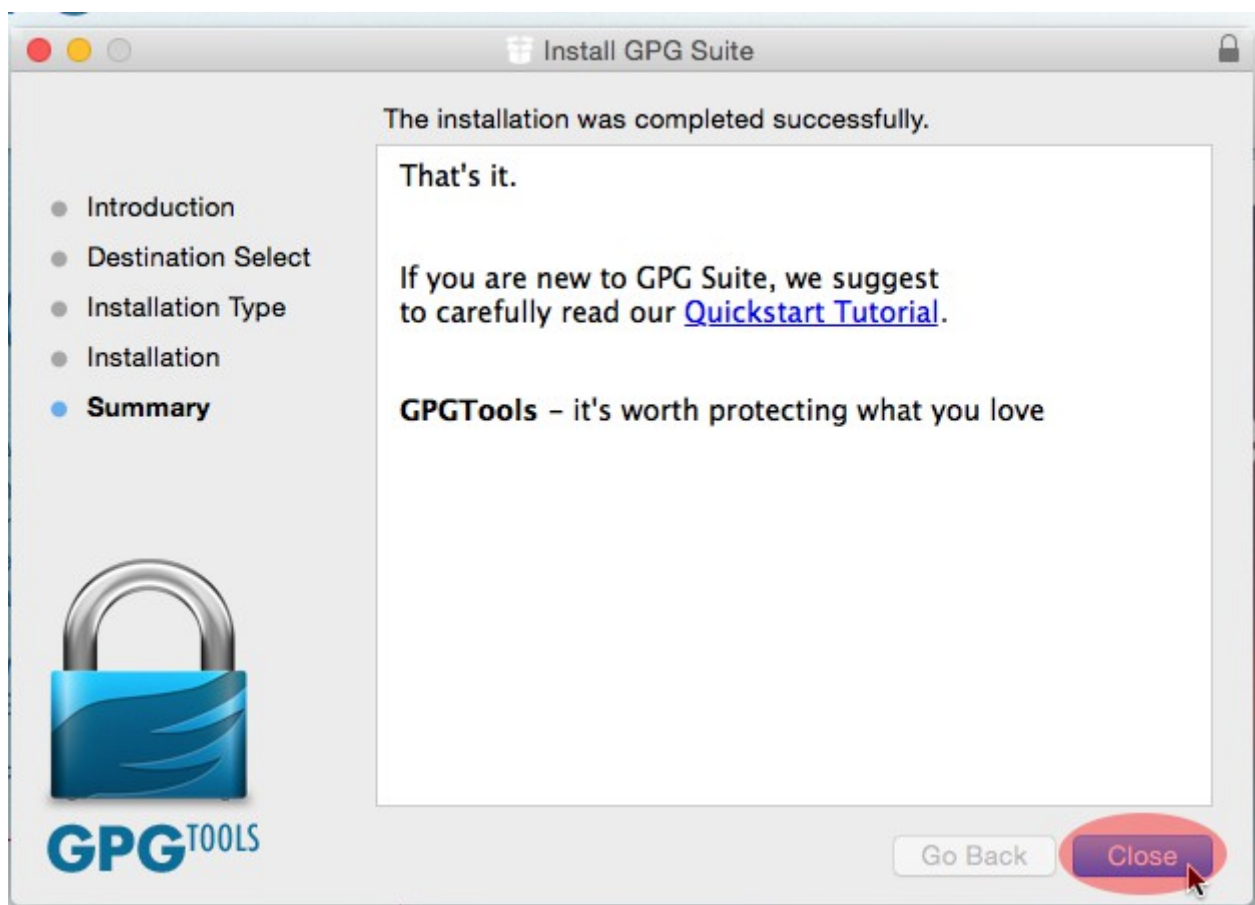 Install GPG Suite
The installation was completed successfully.
Introduction
Destination Select
Installation Type
Installation
Summary
That's it.
If you are new to GPG Suite, we suggest
to carefully read our Quickstart Tutorial.
GPGTools – it's worth protecting what you love
GPGTOOLS
Go Back
Close